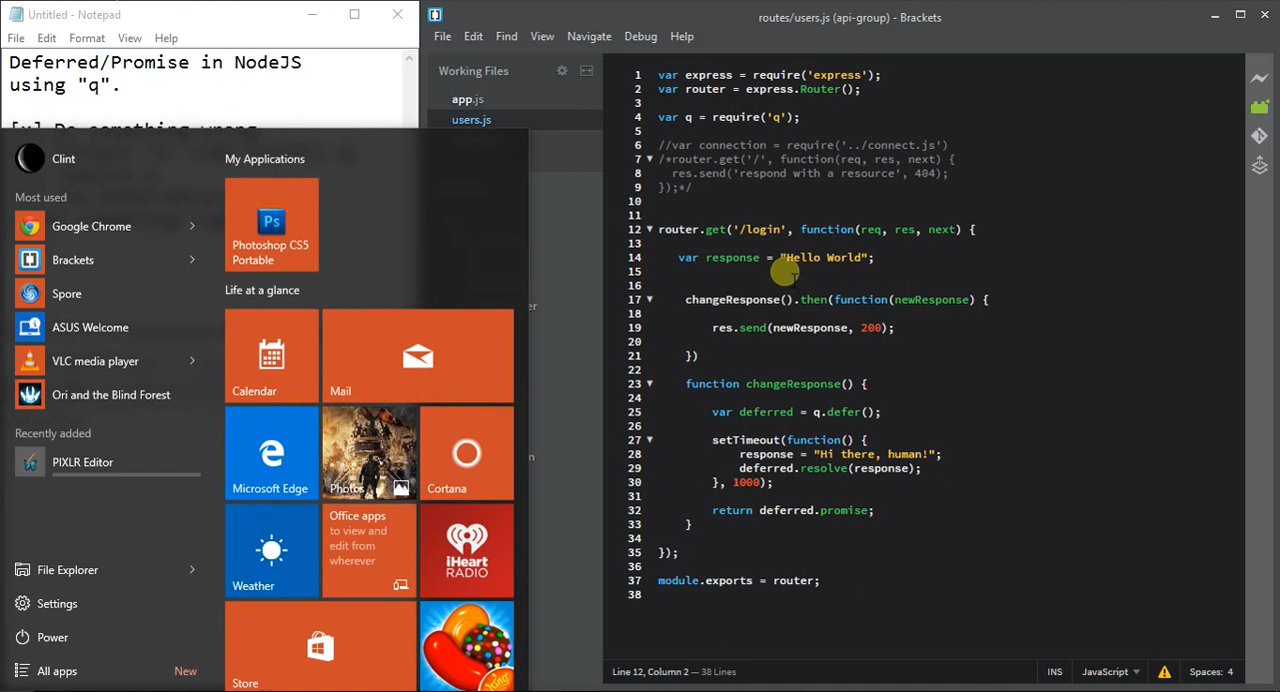 Untitled - Notepad
File Edit Format View Help
Deferred/Promise in NodeJS
using "q".
Clint
Most used
Google Chrome
Brackets
Spore
ASUS Welcome
VLC media player
Ori and the Blind Forest
Recently added
PIXLR Editor
File Explorer
Settings
Power
All apps
New
My Applications
Ps
Photoshop CS5
Portable
Life at a glance
Calendar
Mail
Microsoft Edge
Photos
Cortana
Weather
Office apps
to view and
edit from
wherever
iHeart
RADIO
Store
routes/users.js (api-group) - Brackets
File Edit Find View Navigate Debug Help
Working Files
app.js
users.js
1 var express = require('express');
2 var router = express.Router();
3
4 var q = require('q');
5
6 //var connection = require('../connect.js')
7 /*router.get('/', function(req, res, next) {
8 res.send('respond with a resource', 404);
9 });*/
10
11
12 router.get('/login', function(req, res, next) {
13
14 var response = "Hello World";
15
16
17 changeResponse().then(function(newResponse) {
18
19 res.send(newResponse, 200);
20
21 })
22
23 function changeResponse() {
24
25 var deferred = q.defer();
26
27 setTimeout(function() {
28 response = "Hi there, human!";
29 deferred.resolve(response);
30 }, 1000);
31
32 return deferred.promise;
33 }
34
35 });
36
37 module.exports = router;
38
Line 12, Column 2 — 38 Lines
INS
JavaScript
Spaces: 4